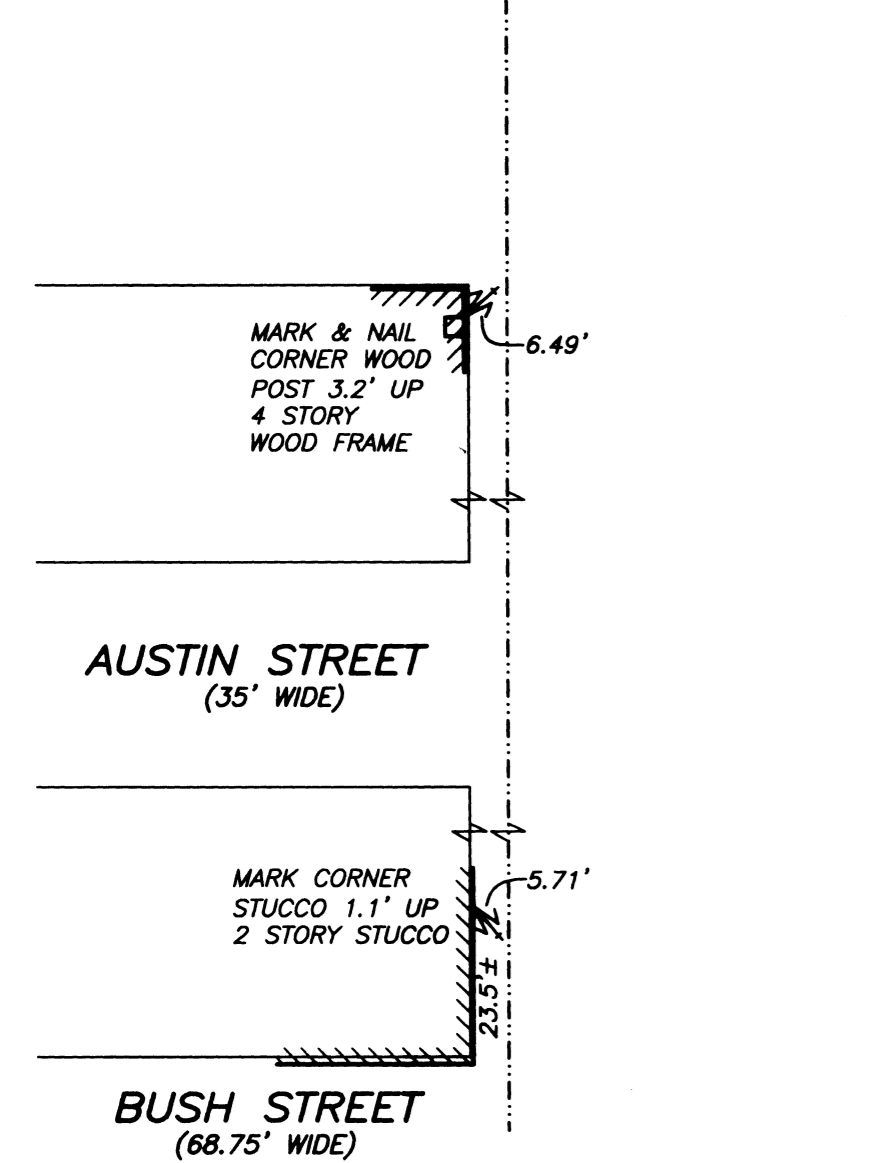 MARK & NAIL
CORNER WOOD
POST 3.2' UP
4 STORY
WOOD FRAME
6.49'
AUSTIN STREET
(35' WIDE)
MARK CORNER
STUCCO 1.1' UP
2 STORY STUCCO
5.71'
23.5'±
BUSH STREET
(68.75' WIDE)